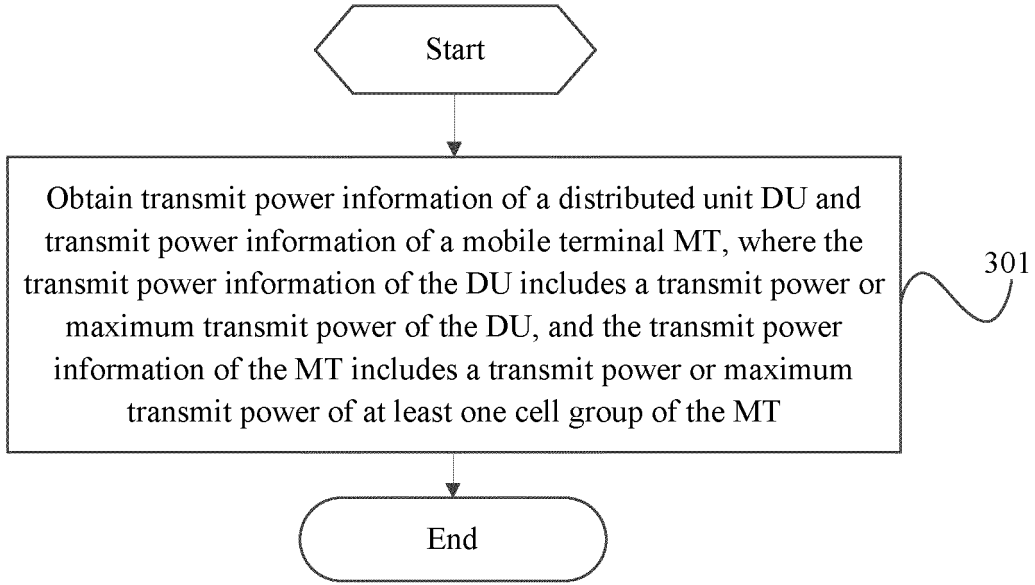 Start
Obtain transmit power information of a distributed unit DU and
transmit power information of a mobile terminal MT, where the
transmit power information of the DU includes a transmit power or
maximum transmit power of the DU, and the transmit power
information of the MT includes a transmit power or maximum
transmit power of at least one cell group of the MT
301
End